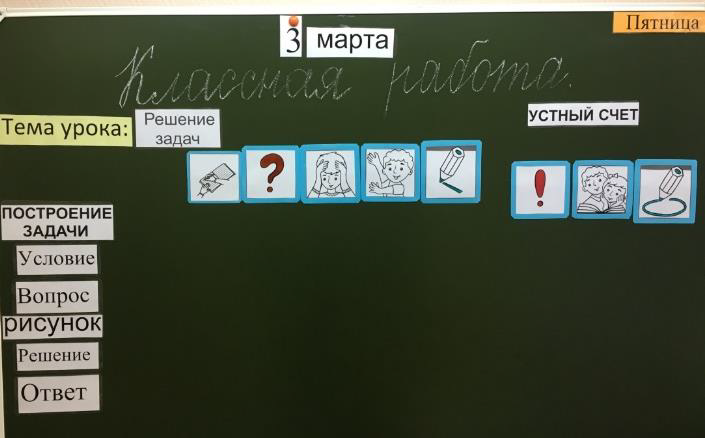 Пятница
3 марта
Классная работа.
Тема урока: Решение
задач
УСТНЫЙ СЧЕТ
?
!
ПОСТРОЕНИЕ
ЗАДАЧИ
Условие
Вопрос
рисунок
Решение
Ответ